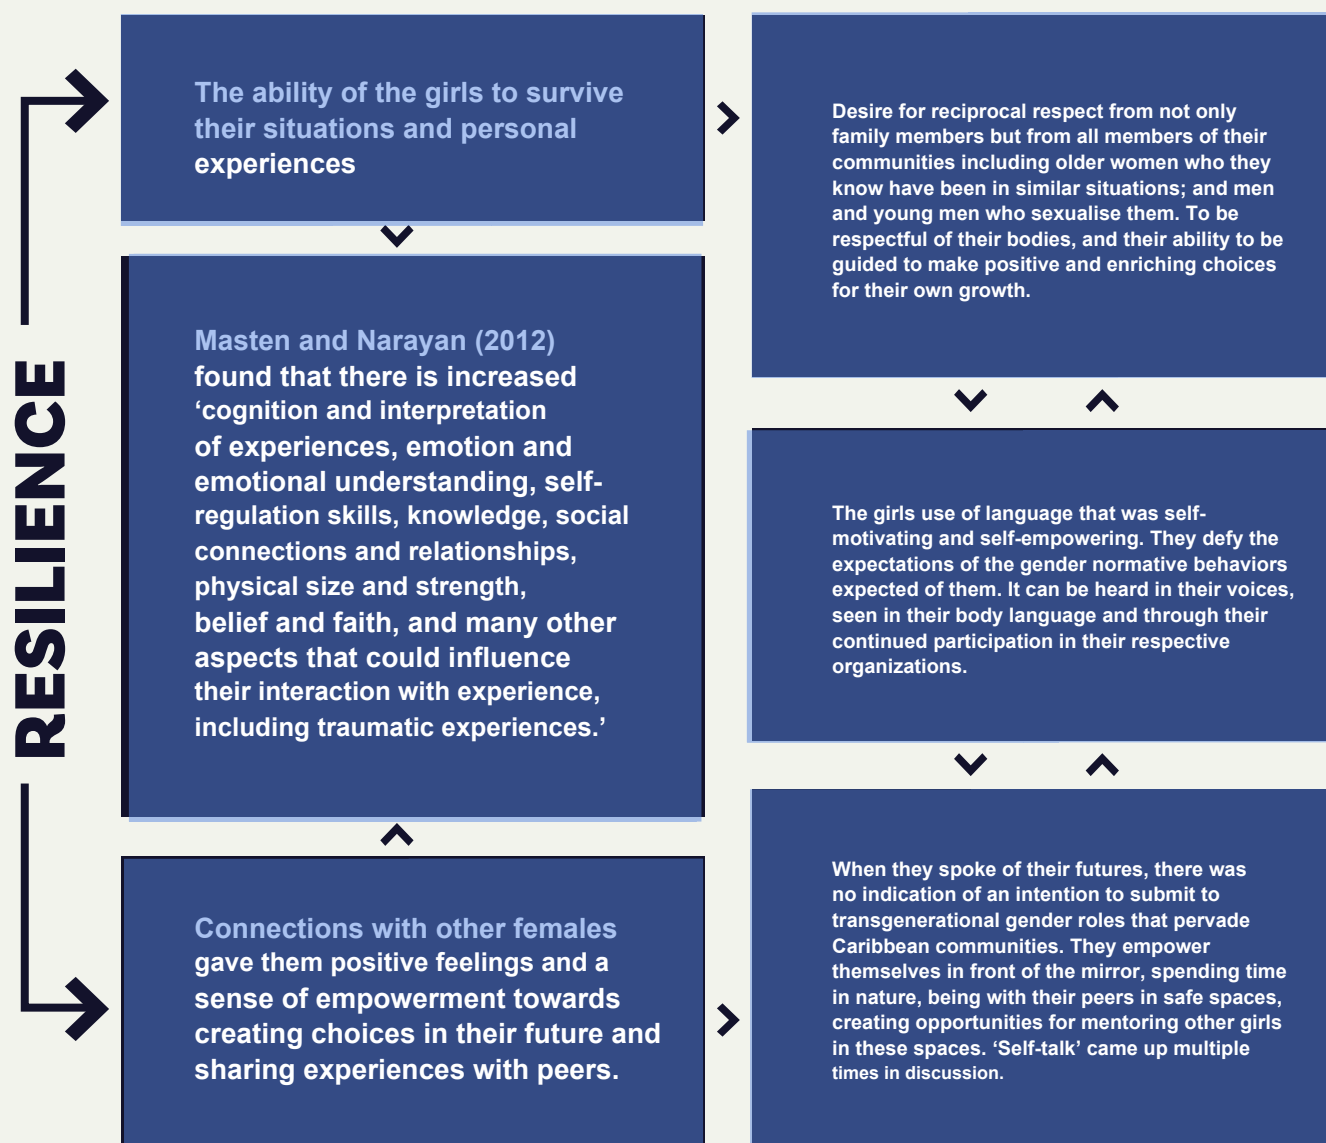 RESILIENCE
The ability of the girls to survive
their situations and personal
experiences
Masten and Narayan (2012)
found that there is increased
‘cognition and interpretation
of experiences, emotion and
emotional understanding, self-
regulation skills, knowledge, social
connections and relationships,
physical size and strength,
belief and faith, and many other
aspects that could influence
their interaction with experience,
including traumatic experiences.’
Connections with other females
gave them positive feelings and a
sense of empowerment towards
creating choices in their future and
sharing experiences with peers.
Desire for reciprocal respect from not only
family members but from all members of their
communities including older women who they
know have been in similar situations; and men
and young men who sexualise them. To be
respectful of their bodies, and their ability to be
guided to make positive and enriching choices
for their own growth.
The girls use of language that was self-
motivating and self-empowering. They defy the
expectations of the gender normative behaviors
expected of them. It can be heard in their voices,
seen in their body language and through their
continued participation in their respective
organizations.
When they spoke of their futures, there was
no indication of an intention to submit to
transgenerational gender roles that pervade
Caribbean communities. They empower
themselves in front of the mirror, spending time
in nature, being with their peers in safe spaces,
creating opportunities for mentoring other girls
in these spaces. ‘Self-talk’ came up multiple
times in discussion.